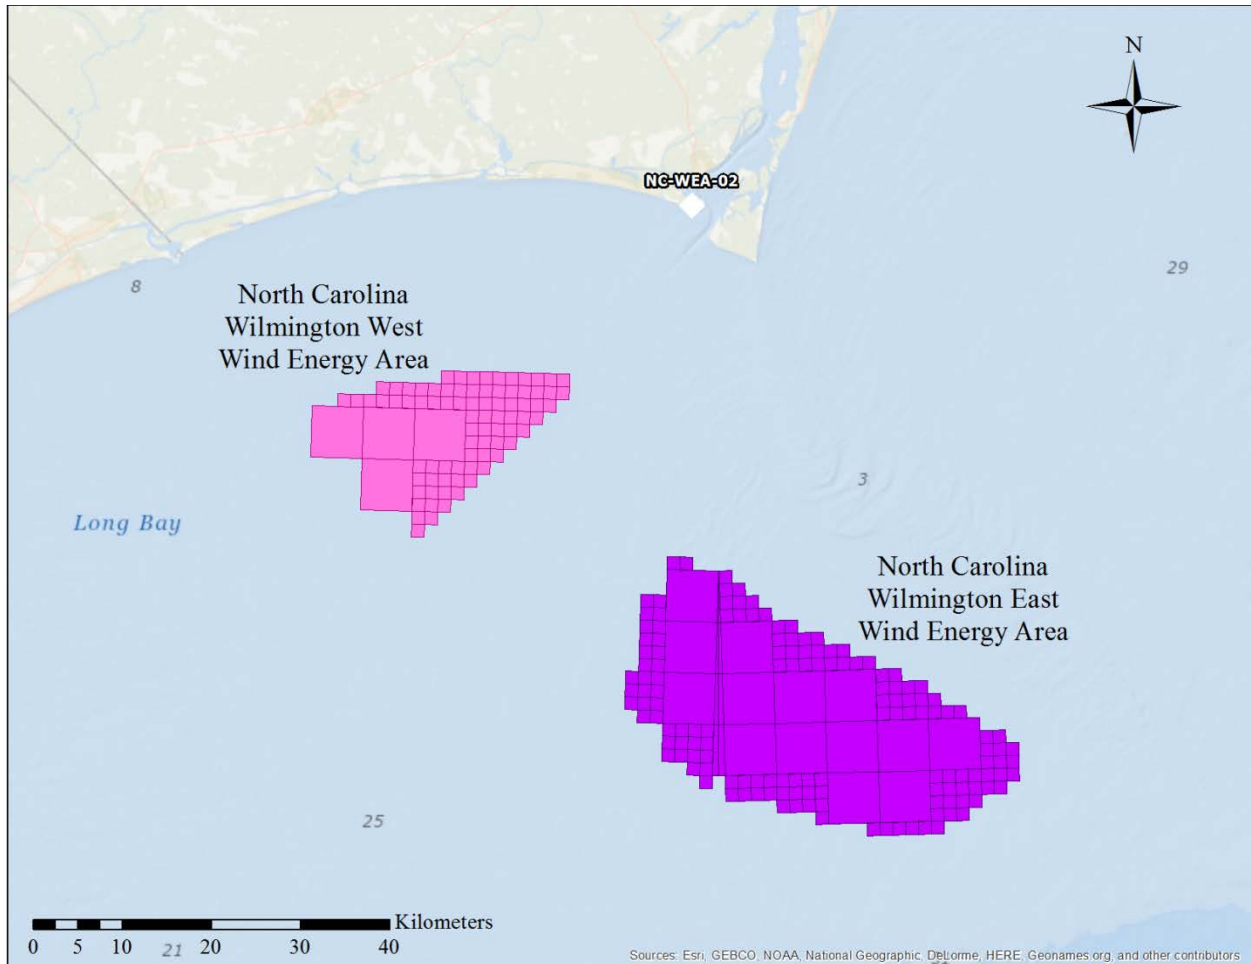 N
NC-WEA-02
29
8
North Carolina
Wilmington West
Wind Energy Area
3
Long Bay
North Carolina
Wilmington East
Wind Energy Area
25
Kilometers
0 5 10 20 30 40
21
Sources: Esri, GEBCO, NOAA, National Geographic, DeLorme, HERE, Geonames.org, and other contributors